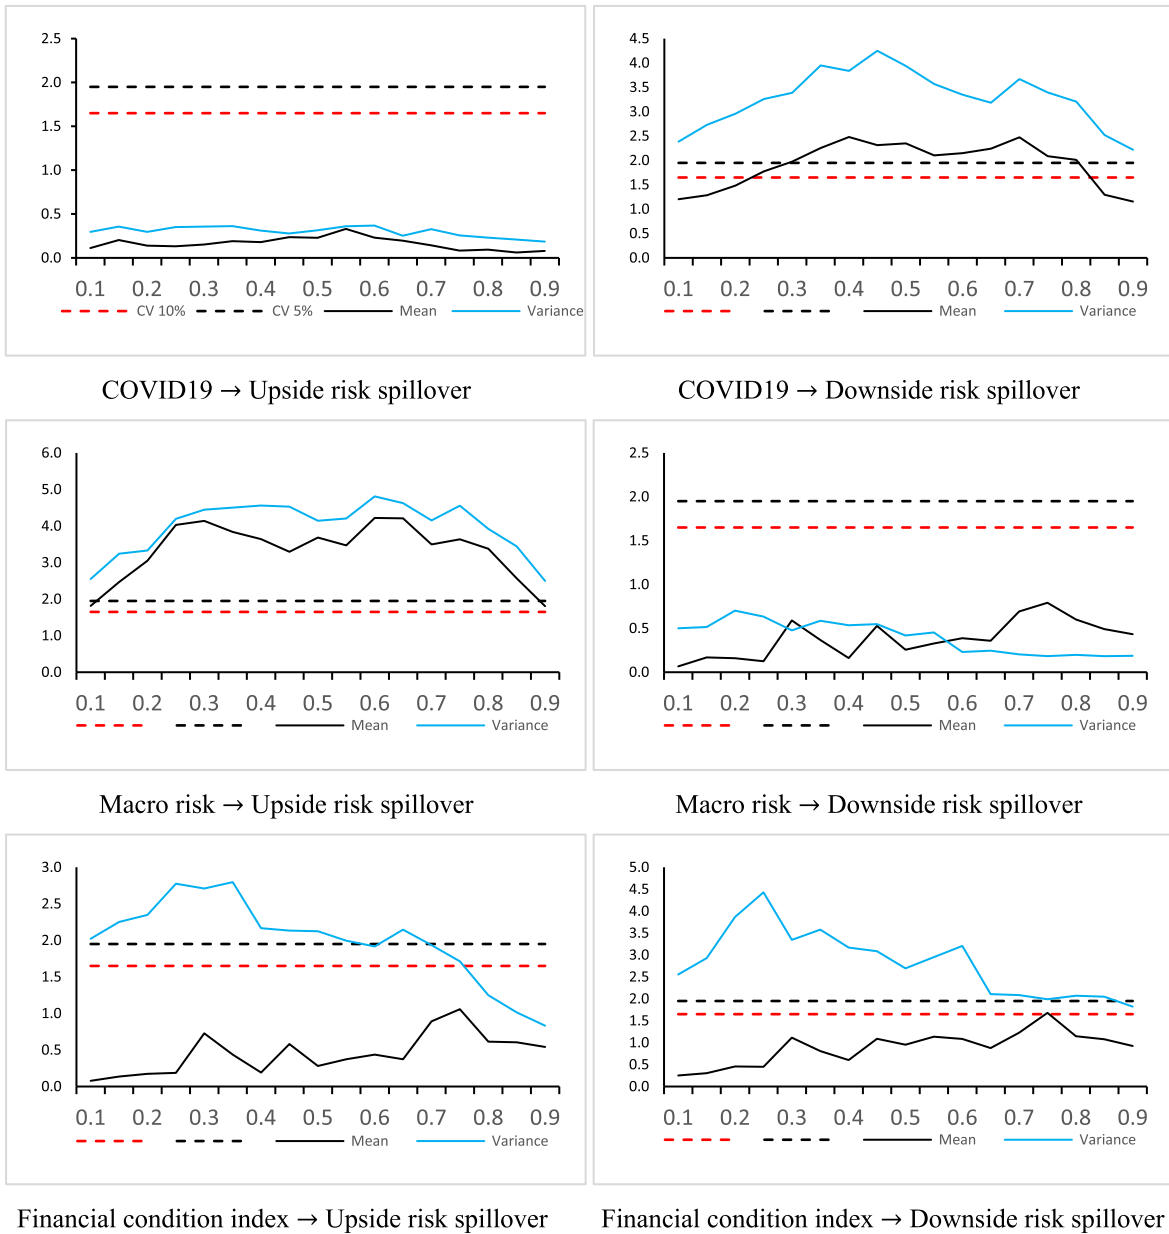 2.5
2.0
1.5
1.0
0.5
0.0
0.1 0.2 0.3 0.4 0.5 0.6 0.7 0.8 0.9
CV 10% CV 5% Mean Variance
COVID19 → Upside risk spillover
4.5
4.0
3.5
3.0
2.5
2.0
1.5
1.0
0.5
0.0
0.1 0.2 0.3 0.4 0.5 0.6 0.7 0.8 0.9
Mean Variance
COVID19 → Downside risk spillover
6.0
5.0
4.0
3.0
2.0
1.0
0.0
0.1 0.2 0.3 0.4 0.5 0.6 0.7 0.8 0.9
Mean Variance
Macro risk → Upside risk spillover
2.5
2.0
1.5
1.0
0.5
0.0
0.1 0.2 0.3 0.4 0.5 0.6 0.7 0.8 0.9
Mean Variance
Macro risk → Downside risk spillover
3.0
2.5
2.0
1.5
1.0
0.5
0.0
0.1 0.2 0.3 0.4 0.5 0.6 0.7 0.8 0.9
Mean Variance
Financial condition index → Upside risk spillover
5.0
4.5
4.0
3.5
3.0
2.5
2.0
1.5
1.0
0.5
0.0
0.1 0.2 0.3 0.4 0.5 0.6 0.7 0.8 0.9
Mean Variance
Financial condition index → Downside risk spillover